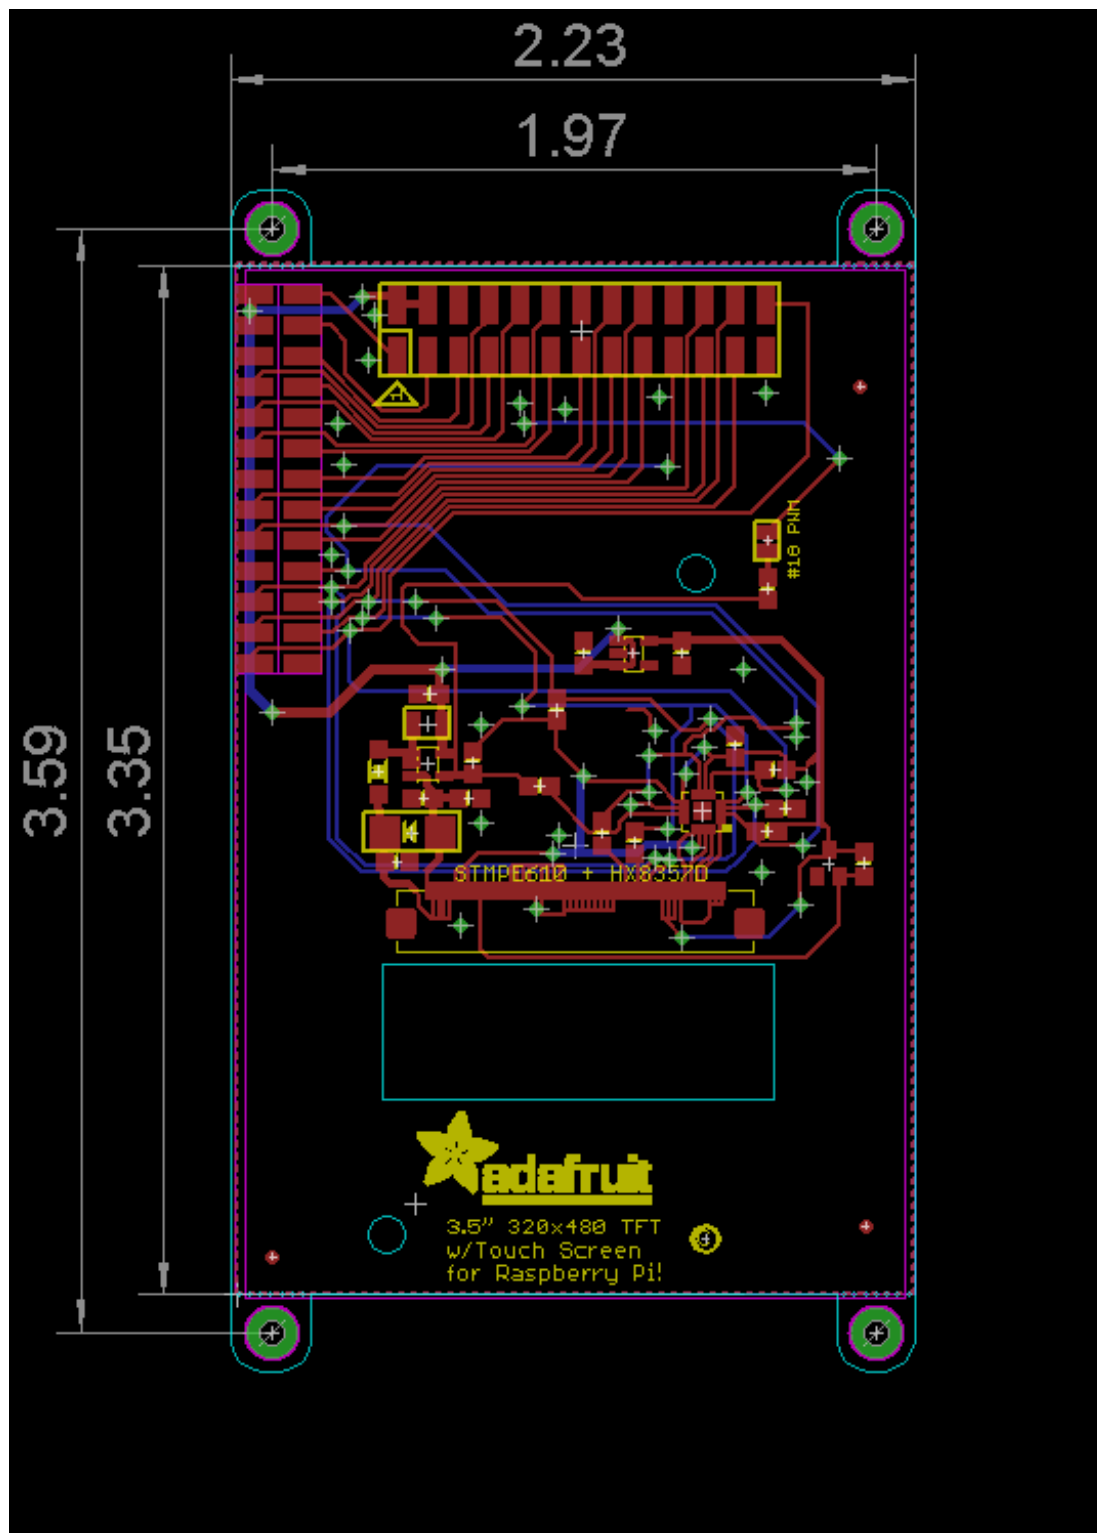 2.23
1.97
3.59
3.35
#18 PWM
STMPE610 + HX8357D
adafruit
3.5" 320x480 TFT
w/Touch Screen
for Raspberry Pi!